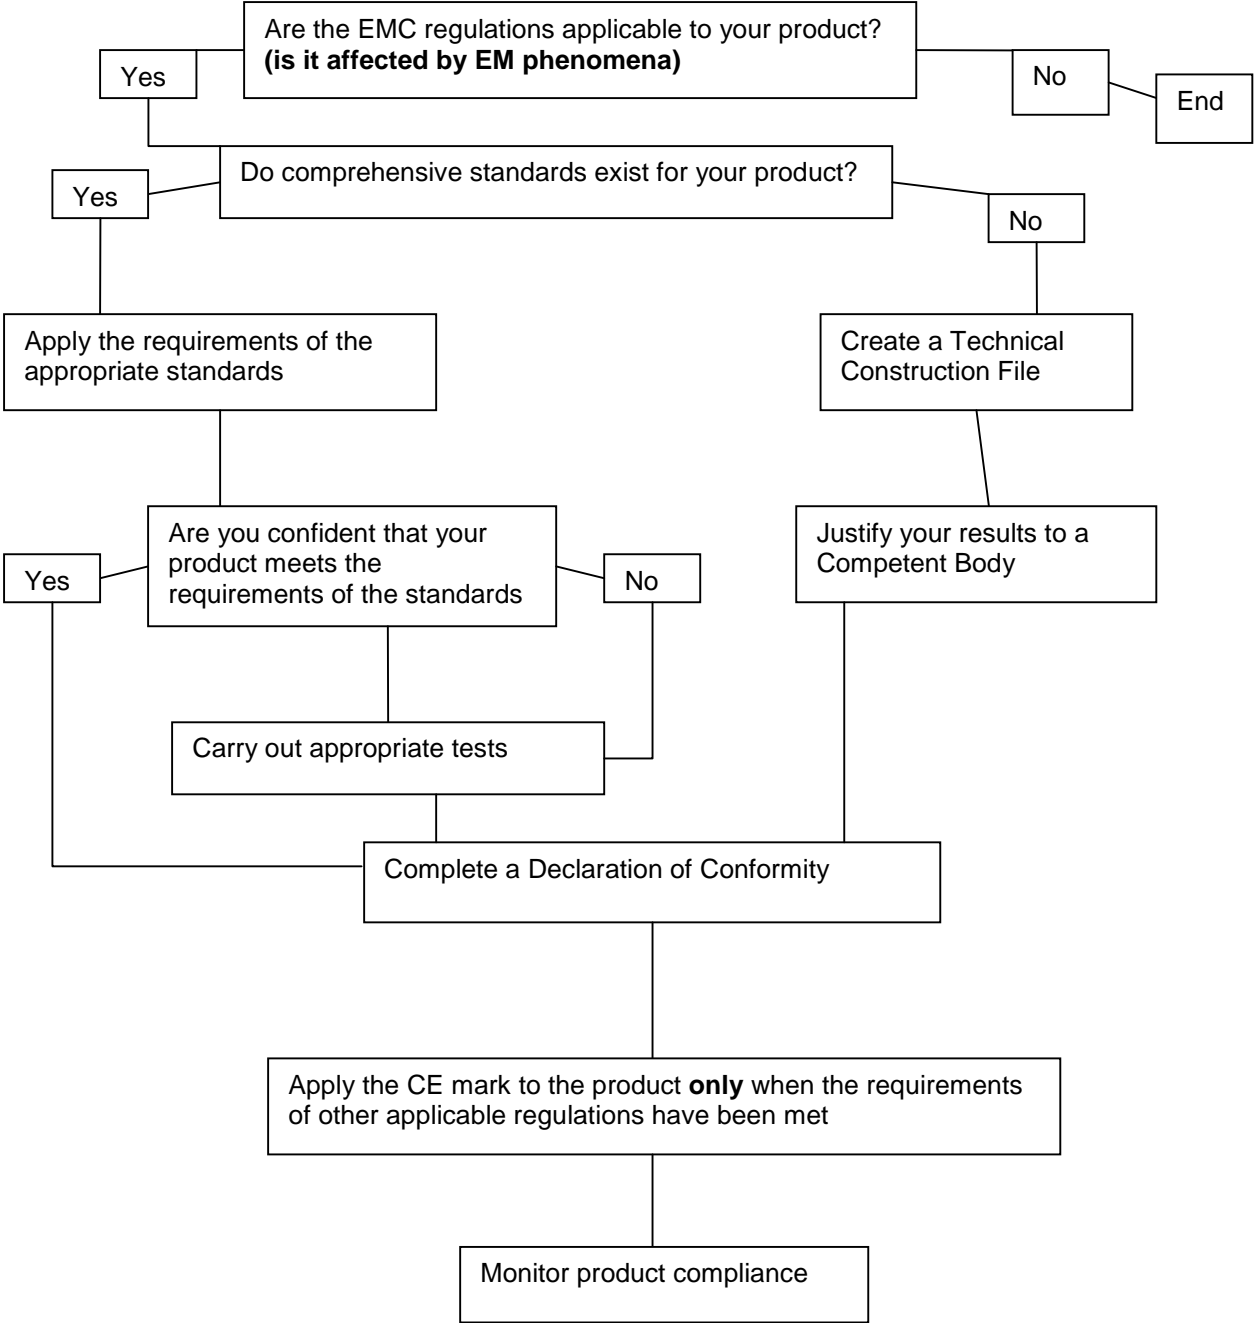 Are the EMC regulations applicable to your product?
(is it affected by EM phenomena)
Yes
No
End
Do comprehensive standards exist for your product?
Yes
No
Apply the requirements of the
appropriate standards
Create a Technical
Construction File
Are you confident that your
product meets the
requirements of the standards
Yes
No
Justify your results to a
Competent Body
Carry out appropriate tests
Complete a Declaration of Conformity
Apply the CE mark to the product only when the requirements
of other applicable regulations have been met
Monitor product compliance